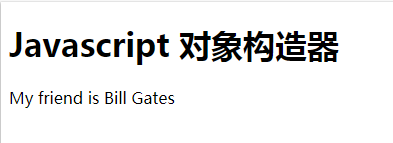 Javascript 对象构造器
My friend is Bill Gates